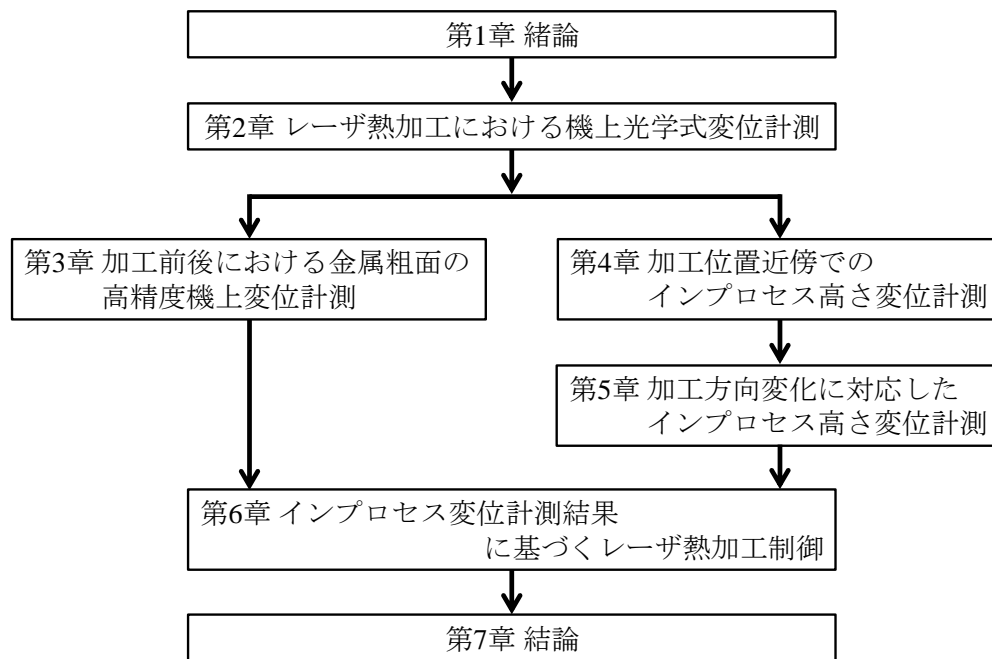 第1章 緒論
第2章 レーザ熱加工における機上光学式変位計測
第3章 加工前後における金属粗面の
高精度機上変位計測
第4章 加工位置近傍での
インプロセス高さ変位計測
第5章 加工方向変化に対応した
インプロセス高さ変位計測
第6章 インプロセス変位計測結果
に基づくレーザ熱加工制御
第7章 結論